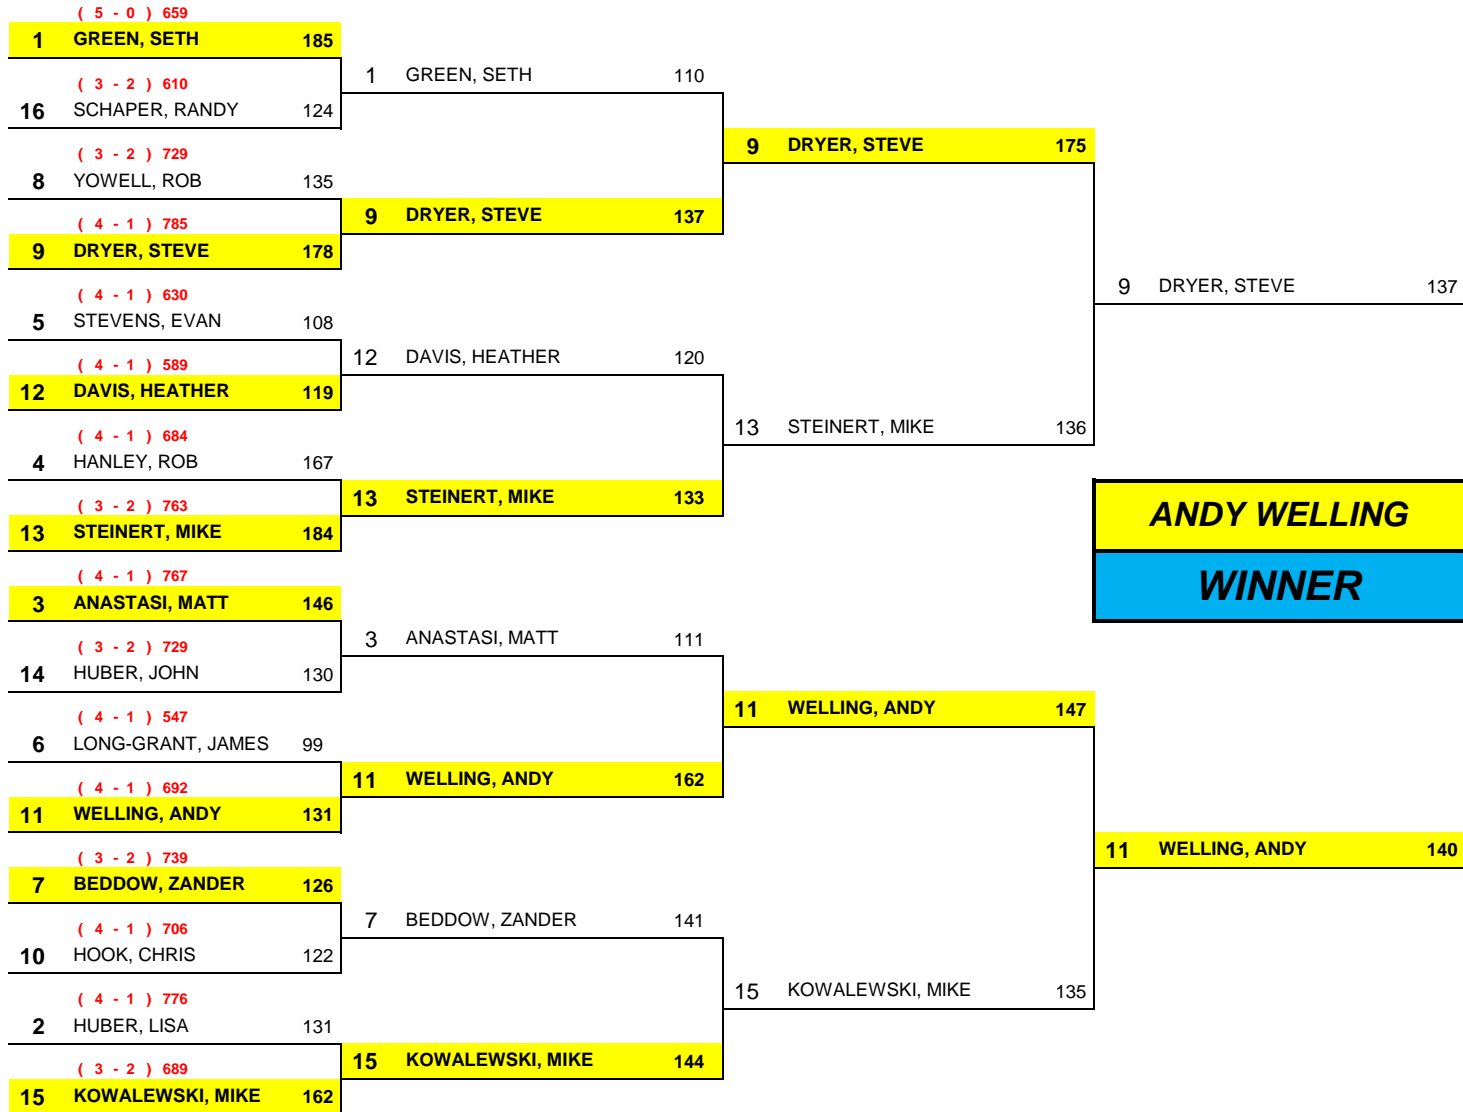 ( 5 - 0 ) 659
1 GREEN, SETH 185
1 GREEN, SETH 110
( 3 - 2 ) 610
16 SCHAPER, RANDY 124
9 DRYER, STEVE 175
( 3 - 2 ) 729
8 YOWELL, ROB 135
9 DRYER, STEVE 137
( 4 - 1 ) 785
9 DRYER, STEVE 178
9 DRYER, STEVE 137
( 4 - 1 ) 630
5 STEVENS, EVAN 108
12 DAVIS, HEATHER 120
( 4 - 1 ) 589
12 DAVIS, HEATHER 119
13 STEINERT, MIKE 136
( 4 - 1 ) 684
4 HANLEY, ROB 167
13 STEINERT, MIKE 133
( 3 - 2 ) 763
ANDY WELLING
13 STEINERT, MIKE 184
( 4 - 1 ) 767
WINNER
3 ANASTASI, MATT 146
3 ANASTASI, MATT 111
( 3 - 2 ) 729
14 HUBER, JOHN 130
11 WELLING, ANDY 147
( 4 - 1 ) 547
6 LONG-GRANT, JAMES 99
11 WELLING, ANDY 162
( 4 - 1 ) 692
11 WELLING, ANDY 131
11 WELLING, ANDY 140
( 3 - 2 ) 739
7 BEDDOW, ZANDER 126
7 BEDDOW, ZANDER 141
( 4 - 1 ) 706
10 HOOK, CHRIS 122
15 KOWALEWSKI, MIKE 135
( 4 - 1 ) 776
2 HUBER, LISA 131
15 KOWALEWSKI, MIKE 144
( 3 - 2 ) 689
15 KOWALEWSKI, MIKE 162